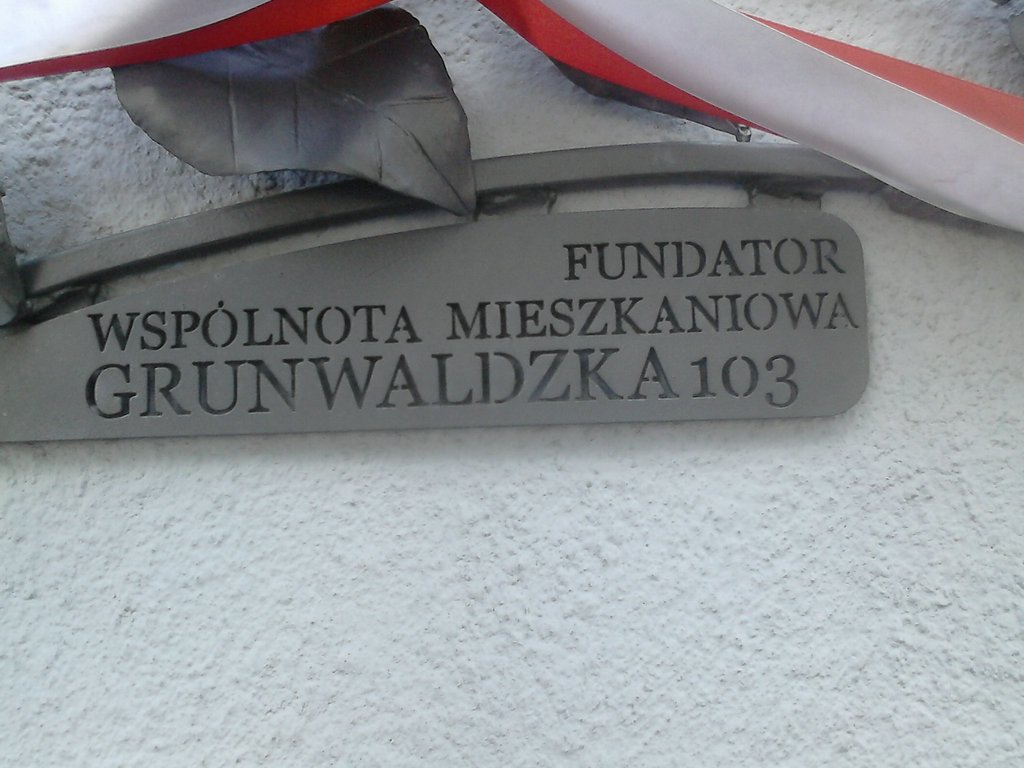 FUNDATOR
WSPÓLNOTA MIESZKANIOWA
GRUNWALDZKA 103